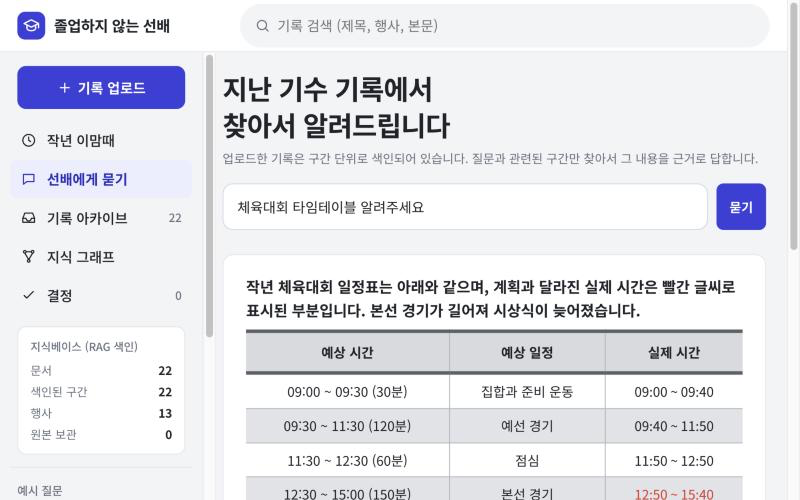 졸업하지 않는 선배
기록 검색 (제목, 행사, 본문)
+ 기록 업로드
작년 이맘때
선배에게 묻기
기록 아카이브 22
지식 그래프
결정 0
지식베이스 (RAG 색인)
문서 22
색인된 구간 22
행사 13
원본 보관 0
예시 질문
지난 기수 기록에서
찾아서 알려드립니다
업로드한 기록은 구간 단위로 색인되어 있습니다. 질문과 관련된 구간만 찾아서 그 내용을 근거로 답합니다.
체육대회 타임테이블 알려주세요
묻기
작년 체육대회 일정표는 아래와 같으며, 계획과 달라진 실제 시간은 빨간 글씨로
표시된 부분입니다. 본선 경기가 길어져 시상식이 늦어졌습니다.
예상 시간 예상 일정 실제 시간
09:00 ~ 09:30 (30분) 집합과 준비 운동 09:00 ~ 09:40
09:30 ~ 11:30 (120분) 예선 경기 09:40 ~ 11:50
11:30 ~ 12:30 (60분) 점심 11:50 ~ 12:50
12:30 ~ 15:00 (150분) 본선 경기 12:50 ~ 15:40